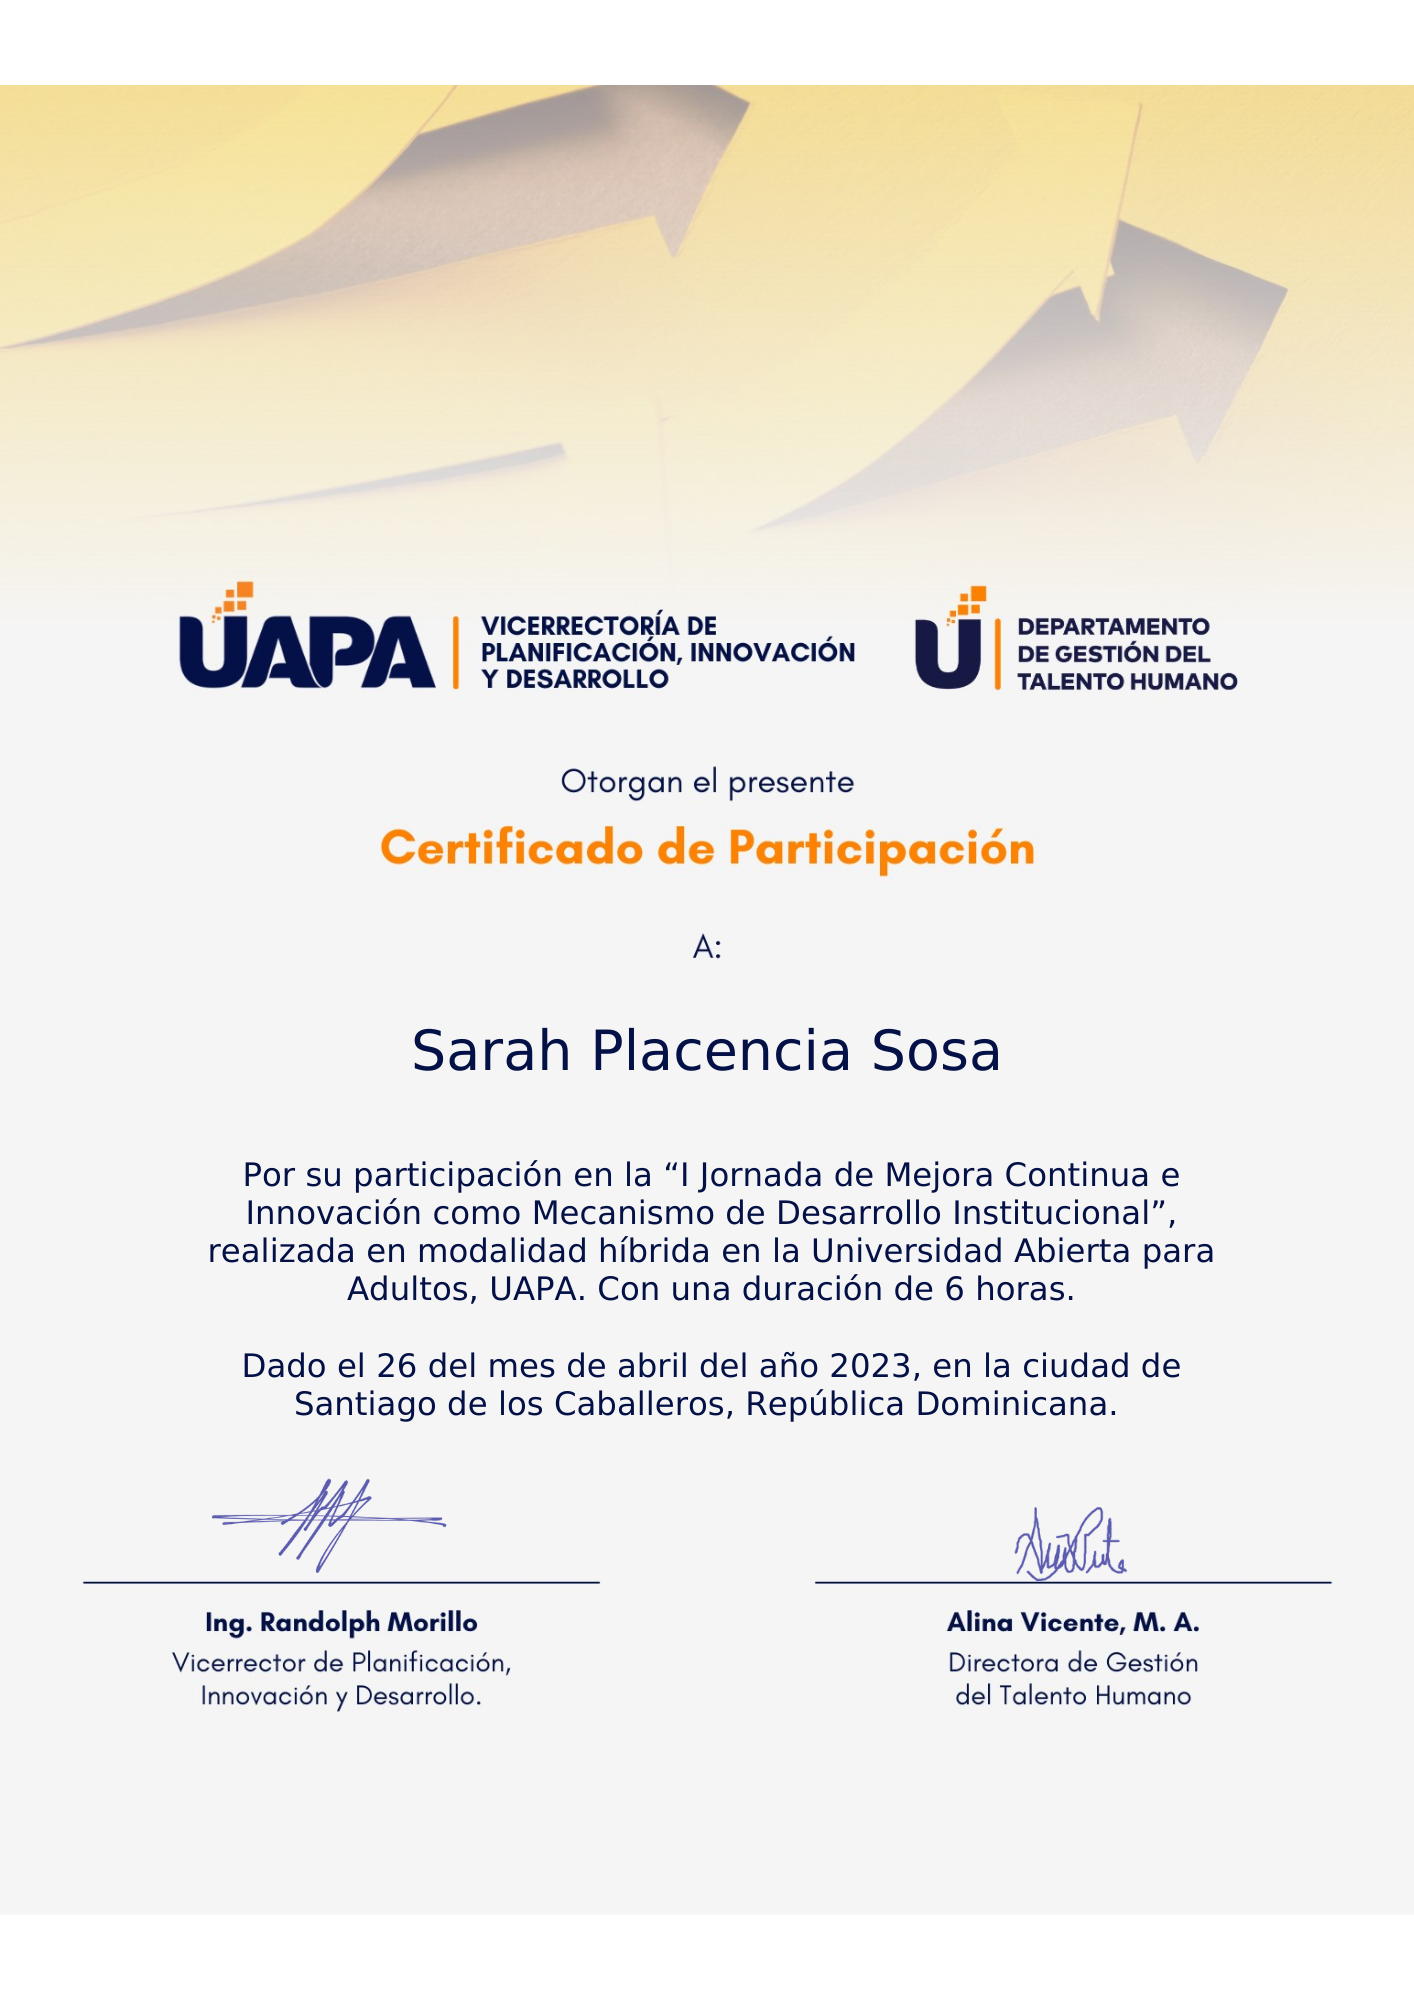 UAPA
VICERRECTORÍA DE
PLANIFICACIÓN, INNOVACIÓN
Y DESARROLLO
U
DEPARTAMENTO
DE GESTIÓN DEL
TALENTO HUMANO
Otorgan el presente
Certificado de Participación
A:
Sarah Placencia Sosa
Por su participación en la “I Jornada de Mejora Continua e
Innovación como Mecanismo de Desarrollo Institucional”,
realizada en modalidad híbrida en la Universidad Abierta para
Adultos, UAPA. Con una duración de 6 horas.
Dado el 26 del mes de abril del año 2023, en la ciudad de
Santiago de los Caballeros, República Dominicana.
Ing. Randolph Morillo
Vicerrector de Planificación,
Innovación y Desarrollo.
Alina Vicente, M. A.
Directora de Gestión
del Talento Humano